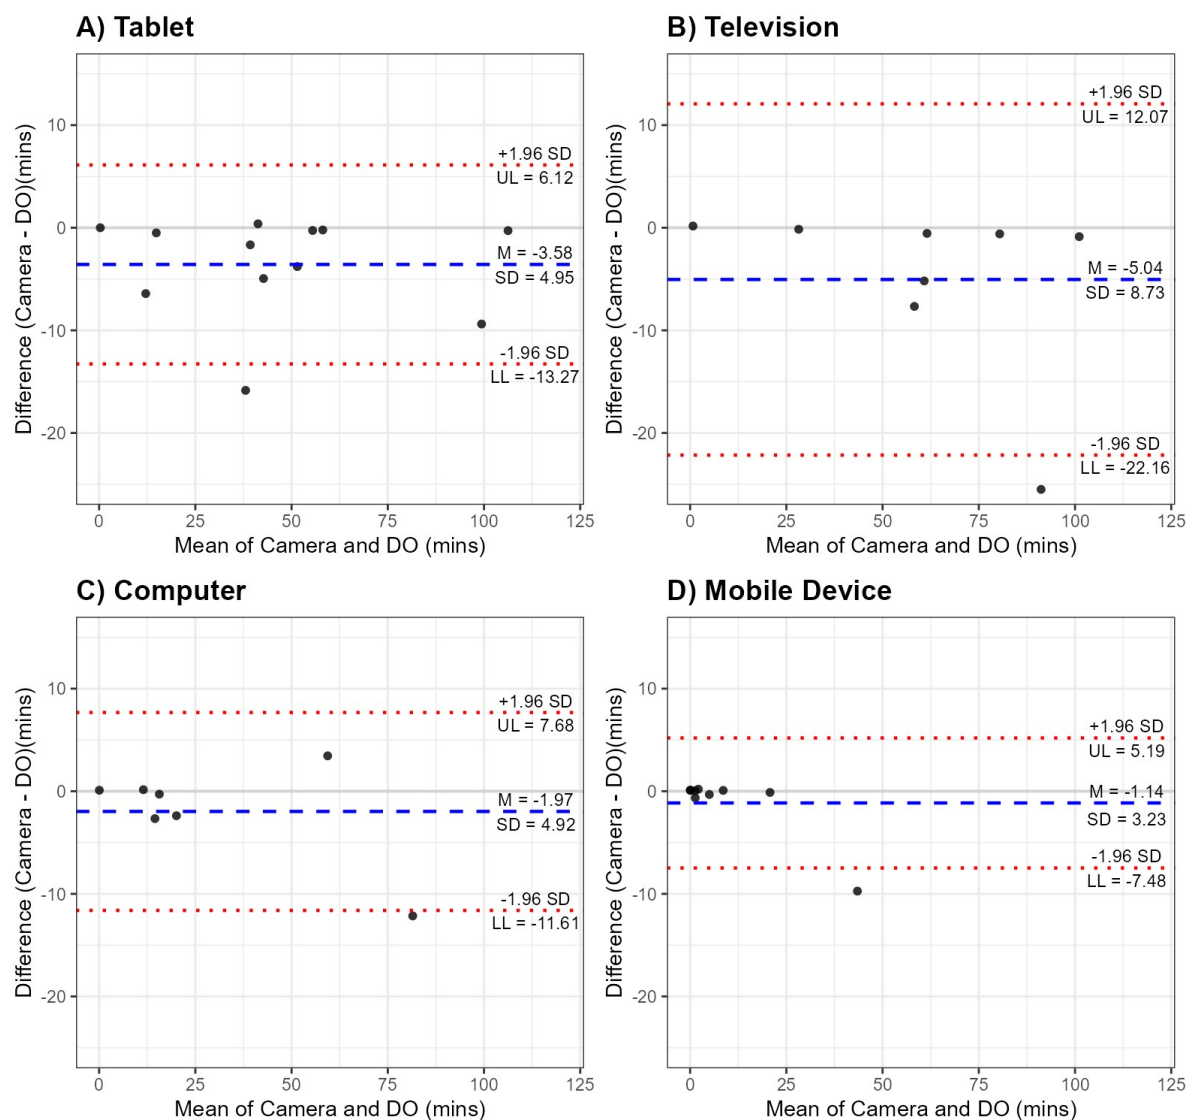 A) Tablet
Difference (Camera - DO)(mins)
10
0
-10
-20
+1.96 SD
UL = 6.12
M = -3.58
SD = 4.95
-1.96 SD
LL = -13.27
0 25 50 75 100 125
Mean of Camera and DO (mins)
B) Television
Difference (Camera - DO)(mins)
10
0
-10
-20
+1.96 SD
UL = 12.07
M = -5.04
SD = 8.73
-1.96 SD
LL = -22.16
0 25 50 75 100 125
Mean of Camera and DO (mins)
C) Computer
Difference (Camera - DO)(mins)
10
0
-10
-20
+1.96 SD
UL = 7.68
M = -1.97
SD = 4.92
-1.96 SD
LL = -11.61
0 25 50 75 100 125
Mean of Camera and DO (mins)
D) Mobile Device
Difference (Camera - DO)(mins)
10
0
-10
-20
+1.96 SD
UL = 5.19
M = -1.14
SD = 3.23
-1.96 SD
LL = -7.48
0 25 50 75 100 125
Mean of Camera and DO (mins)